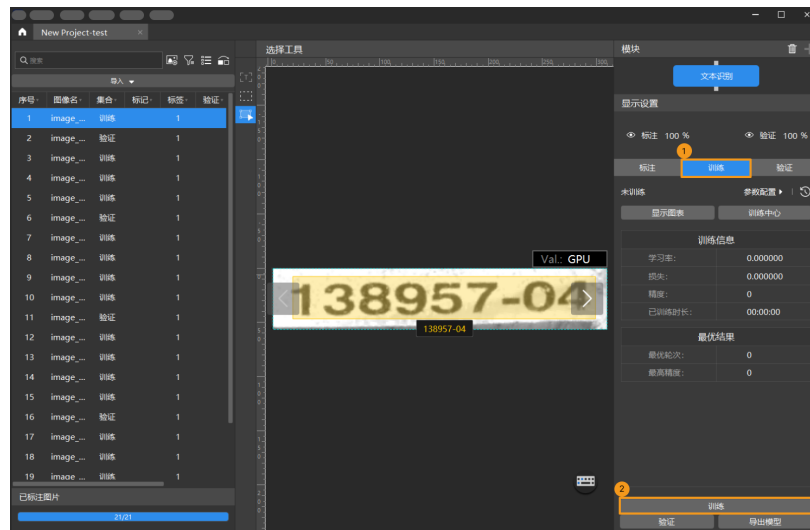 New Project-test ×
搜索
导入
序号 图像名 集合 标记 标签 验证
1 image_... 训练 1
2 image_... 验证 1
3 image_... 训练 1
4 image_... 训练 1
5 image_... 训练 1
6 image_... 验证 1
7 image_... 训练 1
8 image_... 训练 1
9 image_... 训练 1
10 image_... 训练 1
11 image_... 验证 1
12 image_... 训练 1
13 image_... 训练 1
14 image_... 训练 1
15 image_... 训练 1
16 image_... 验证 1
17 image_... 训练 1
18 image_... 训练 1
19 image_... 训练 1
已标注图片
21/21
选择工具
0 50 100 150 200 250 300
Val.: GPU
138957-04
138957-04
模块
文本识别
显示设置
标注 100 % 验证 100 %
1
标注 训练 验证
未训练 参数配置
显示图表 训练中心
训练信息
学习率: 0.000000
损失: 0.000000
精度: 0
已训练时长: 00:00:00
最优结果
最优轮次: 0
最高精度: 0
2
训练
验证 导出模型